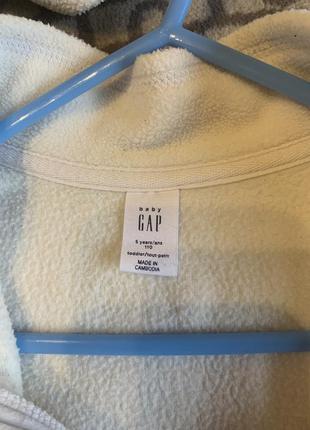 baby
GAP
5 years/ans
110
toddler/tout-petit
MADE IN
CAMBODIA